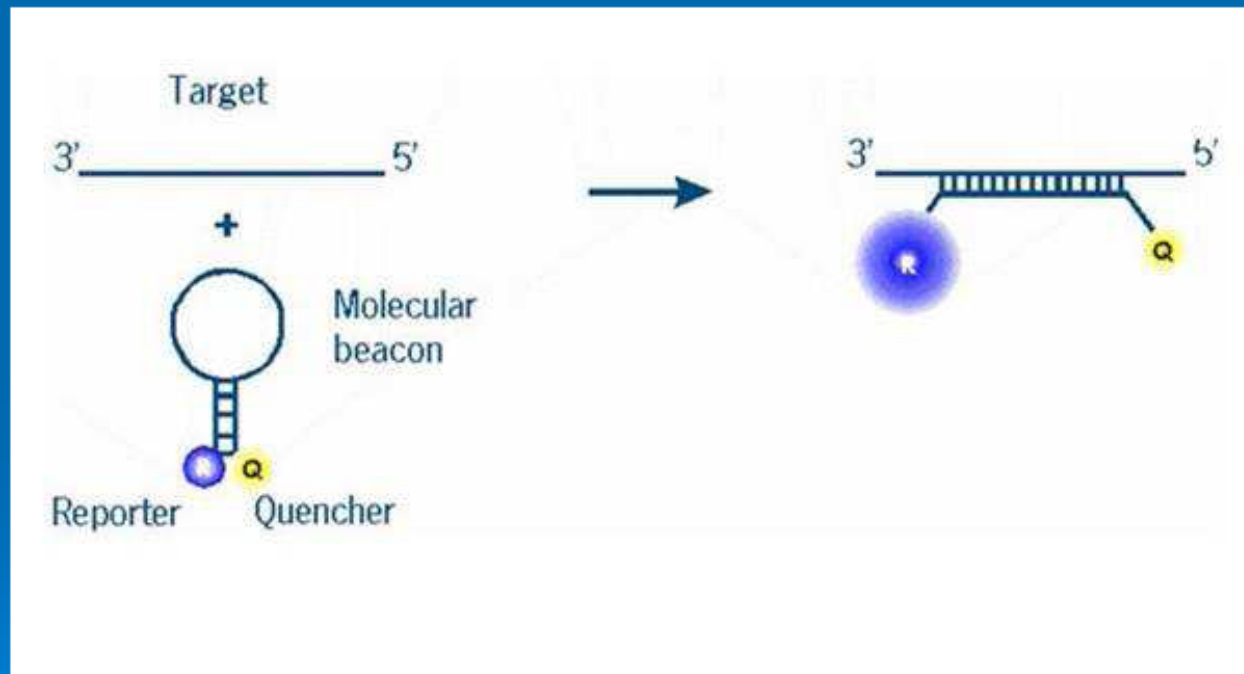 Target
3' 5'
+
Molecular
beacon
R Q
Reporter Quencher
3' 5'
R Q